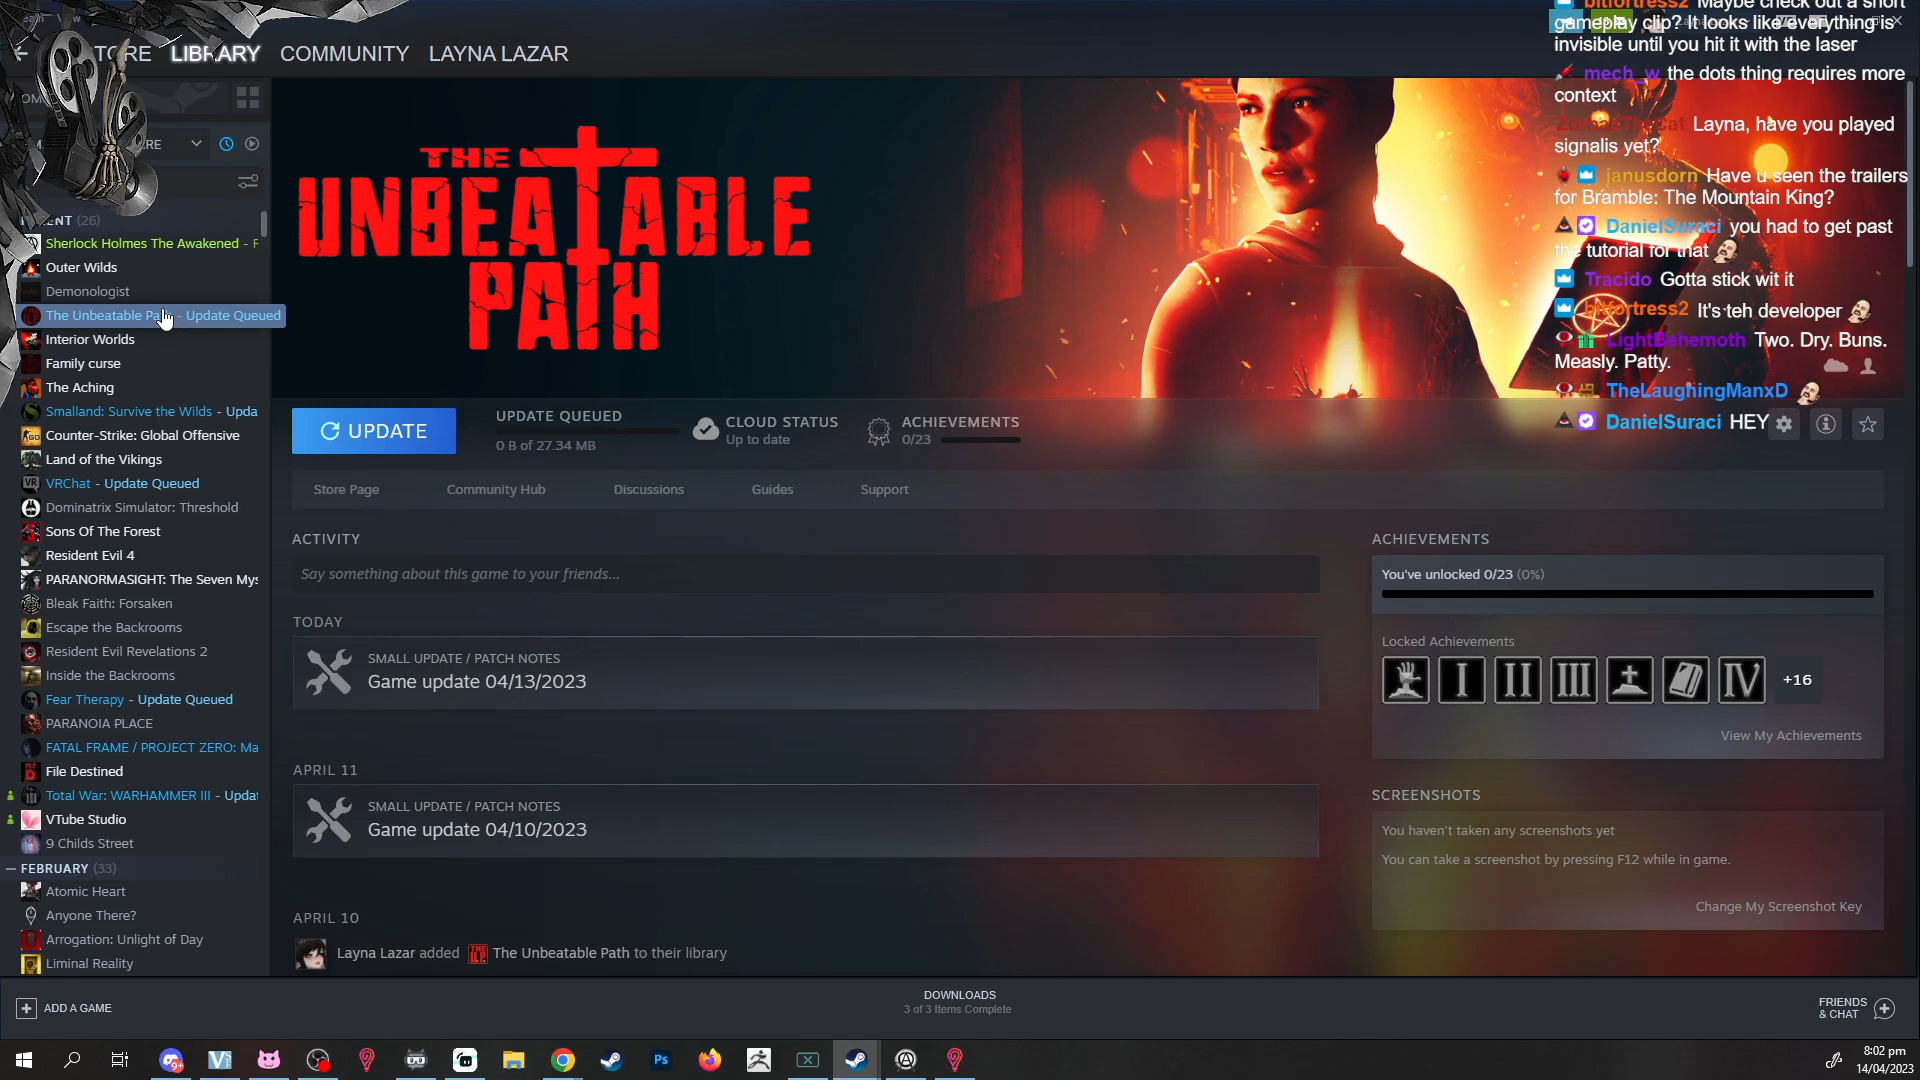 LIBRARY
COMMUNITY
LAYNA LAZAR
(26)
Sherlock Holmes The Awakened - F
Outer Wilds
Demonologist
- Update Queued
Interior Worlds
Family curse
The Aching
Smalland: Survive the Wilds - Upda
Counter-Strike: Global Offensive
Land of the Vikings
VRChat - Update Queued
Dominatrix Simulator: Threshold
Sons Of The Forest
Resident Evil 4
PARANORMASIGHT: The Seven Mys
Bleak Faith: Forsaken
Escape the Backrooms
Resident Evil Revelations 2
Inside the Backrooms
Fear Therapy - Update Queued
PARANOIA PLACE
FATAL FRAME / PROJECT ZERO: Ma
File Destined
Total War: WARHAMMER III - Updat
VTube Studio
9 Childs Street
FEBRUARY (33)
Atomic Heart
Anyone There?
Arrogation: Unlight of Day
Liminal Reality
THE
UNBEATABLE
PATH
bitfortress2 Maybe check out a short
gameplay clip? It looks like everything is
invisible until you hit it with the laser
mech_w the dots thing requires more
context
Layna, have you played
signalis yet?
janusdorn Have u seen the trailers
for Bramble: The Mountain King?
DanielSuraci you had to get past
the tutorial for that
Tracido Gotta stick wit it
bitfortress2 It's teh developer
LightBehemoth Two. Dry. Buns.
Measly. Patty.
TheLaughingManxD
DanielSuraci HEY
UPDATE
UPDATE QUEUED
0 B of 27.34 MB
CLOUD STATUS
Up to date
ACHIEVEMENTS
0/23
Store Page
Community Hub
Discussions
Guides
Support
ACTIVITY
Say something about this game to your friends...
TODAY
SMALL UPDATE / PATCH NOTES
Game update 04/13/2023
APRIL 11
SMALL UPDATE / PATCH NOTES
Game update 04/10/2023
APRIL 10
Layna Lazar added The Unbeatable Path to their library
ACHIEVEMENTS
You've unlocked 0/23 (0%)
Locked Achievements
I II III IV +16
View My Achievements
SCREENSHOTS
You haven't taken any screenshots yet
You can take a screenshot by pressing F12 while in game.
Change My Screenshot Key
ADD A GAME
DOWNLOADS
3 of 3 Items Complete
FRIENDS
& CHAT
9+
Ps
8:02 pm
14/04/2023